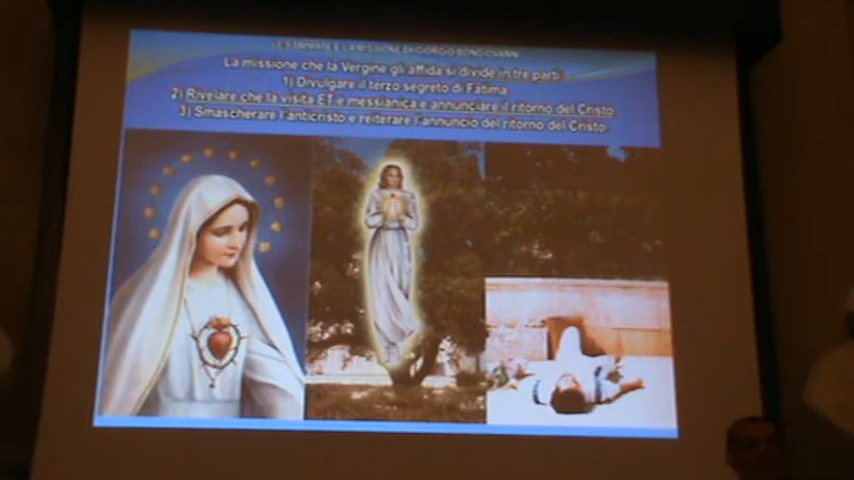 LE STIMMATE E LA MISSIONE DI GIORGIO BONGIOVANNI
La missione che la Vergine gli affida si divide in tre parti
1) Divulgare il terzo segreto di Fatima
2) Rivelare che la visita ET è messianica e annunciare il ritorno del Cristo
3) Smascherare l'anticristo e reiterare l'annuncio del ritorno del Cristo